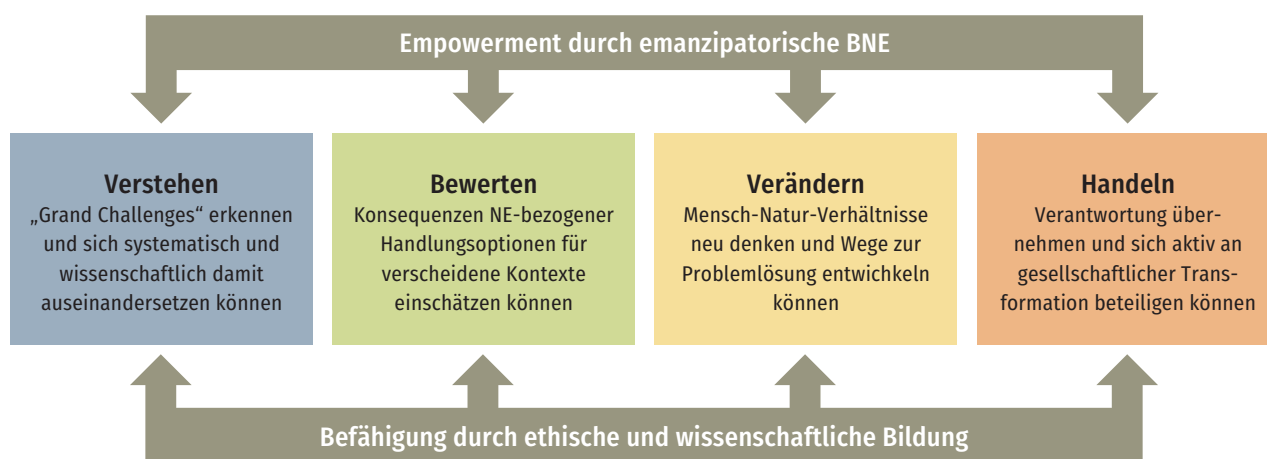 Empowerment durch emanzipatorische BNE
Verstehen
„Grand Challenges“ erkennen
und sich systematisch und
wissenschaftlich damit
auseinandersetzen können
Bewerten
Konsequenzen NE-bezogener
Handlungsoptionen für
verscheidene Kontexte
einschätzen können
Verändern
Mensch-Natur-Verhältnisse
neu denken und Wege zur
Problemlösung entwichkeln
können
Handeln
Verantwortung über-
nehmen und sich aktiv an
gesellschaftlicher Trans-
formation beteiligen können
Befähigung durch ethische und wissenschaftliche Bildung